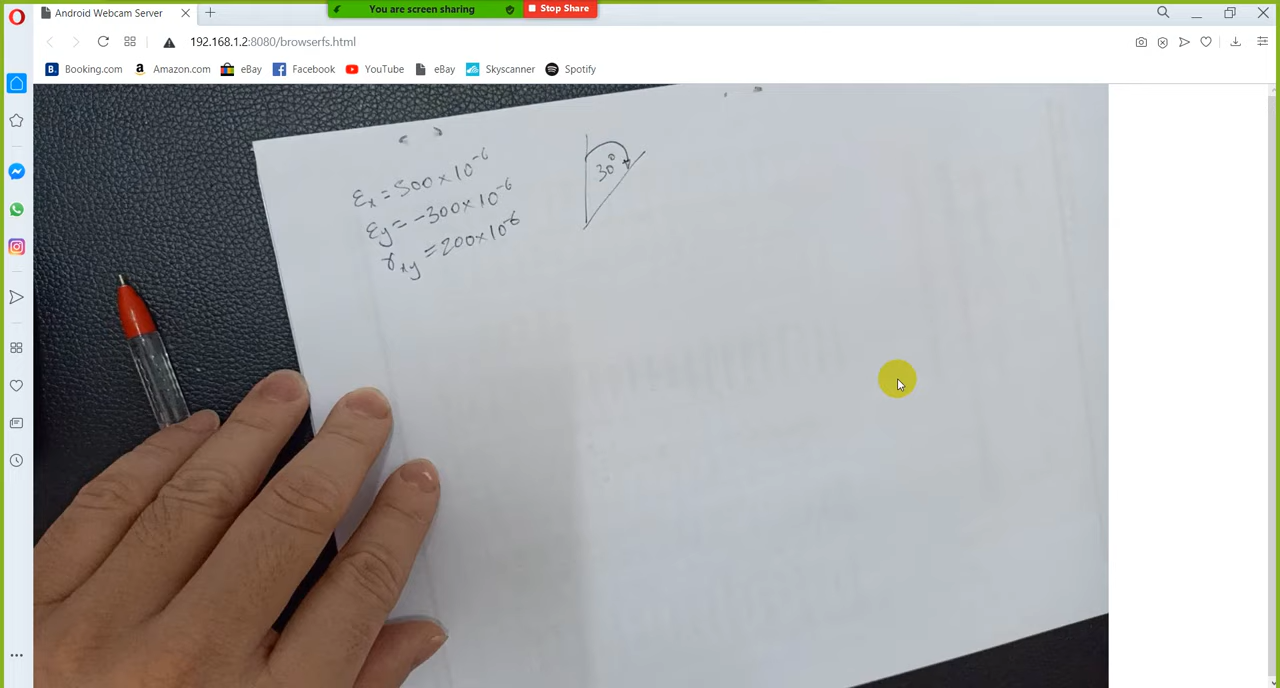 You are screen sharing
Stop Share
Android Webcam Server
192.168.1.2:8080/browserfs.html
Booking.com
Amazon.com
eBay
Facebook
YouTube
eBay
Skyscanner
Spotify
εx = 500 × 10⁻⁶
εy = -300 × 10⁻⁶
γxy = 200 × 10⁻⁶
30°